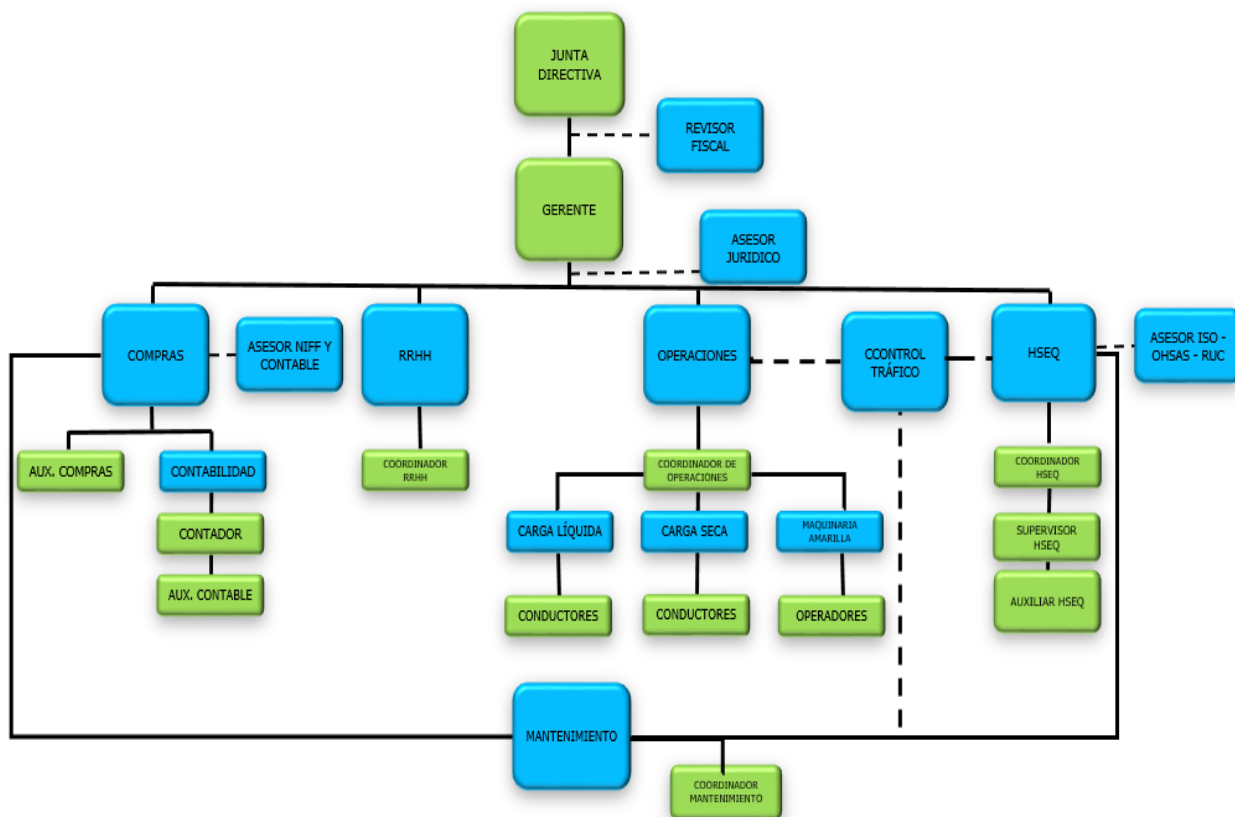 JUNTA
DIRECTIVA
REVISOR
FISCAL
GERENTE
ASESOR
JURIDICO
COMPRAS
ASESOR NIFF Y
CONTABLE
RRHH
OPERACIONES
CCONTROL
TRÁFICO
HSEQ
ASESOR ISO -
OHSAS - RUC
AUX. COMPRAS
CONTABILIDAD
CONTADOR
AUX. CONTABLE
COORDINADOR
RRHH
COORDINADOR DE
OPERACIONES
CARGA LÍQUIDA
CARGA SECA
MAQUINARIA
AMARILLA
CONDUCTORES
CONDUCTORES
OPERADORES
COORDINADOR
HSEQ
SUPERVISOR
HSEQ
AUXILIAR HSEQ
MANTENIMIENTO
COORDINADOR
MANTENIMIENTO